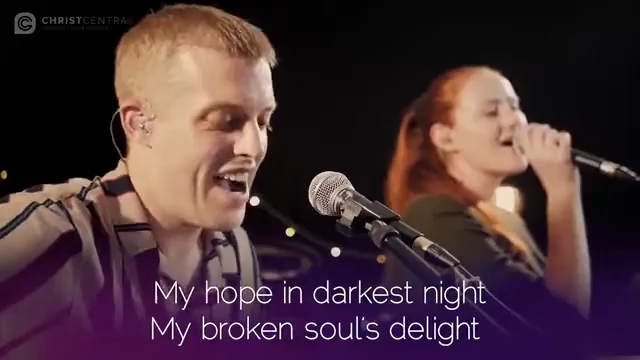 CHRISTCENTRAL
My hope in darkest night
My broken soul's delight